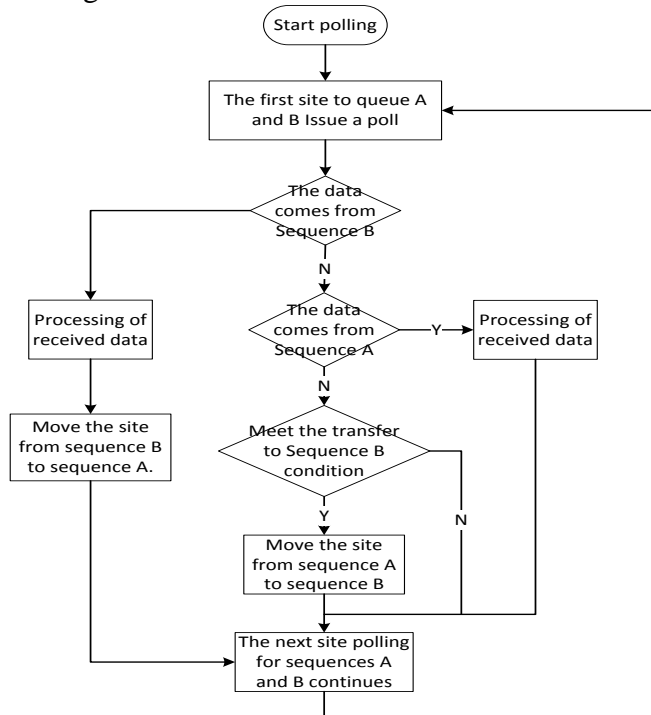 Start polling
The first site to queue A
and B Issue a poll
The data
comes from
Sequence B
N
Processing of
received data
The data
comes from
Sequence A
Y
Processing of
received data
N
Move the site
from sequence B
to sequence A.
Meet the transfer
to Sequence B
condition
Y
N
Move the site
from sequence A
to sequence B
The next site polling
for sequences A
and B continues